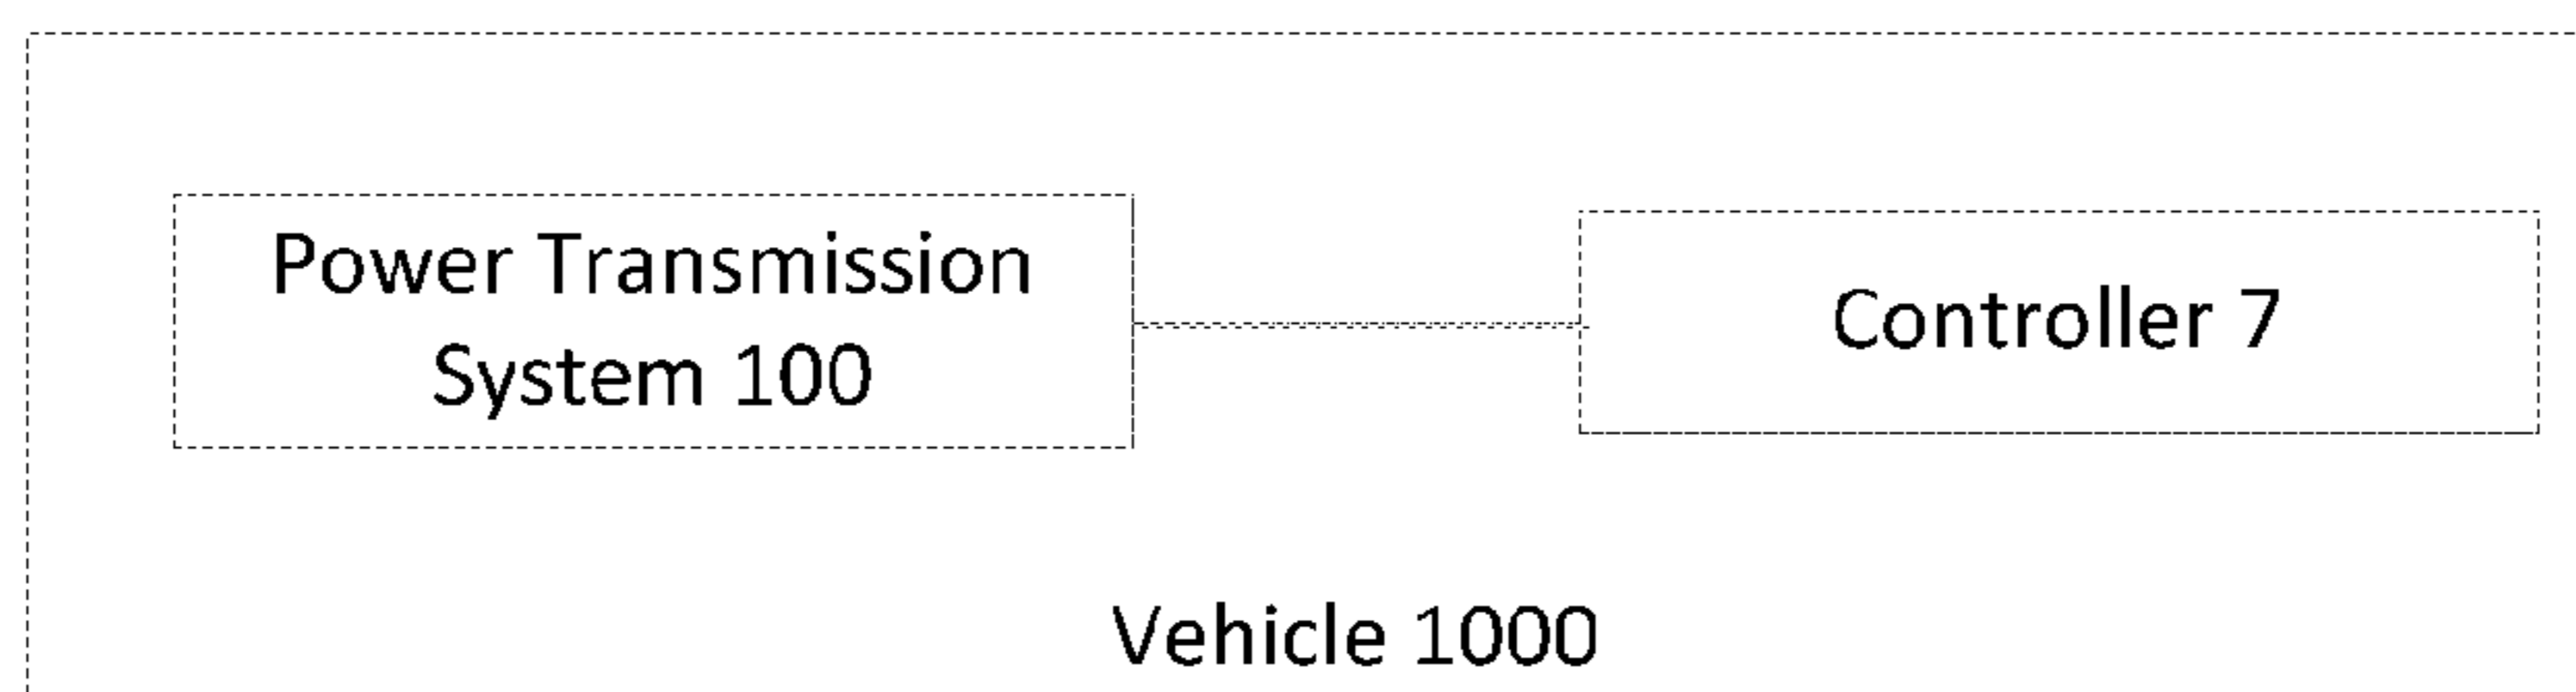 Power Transmission
System 100
Controller 7
Vehicle 1000